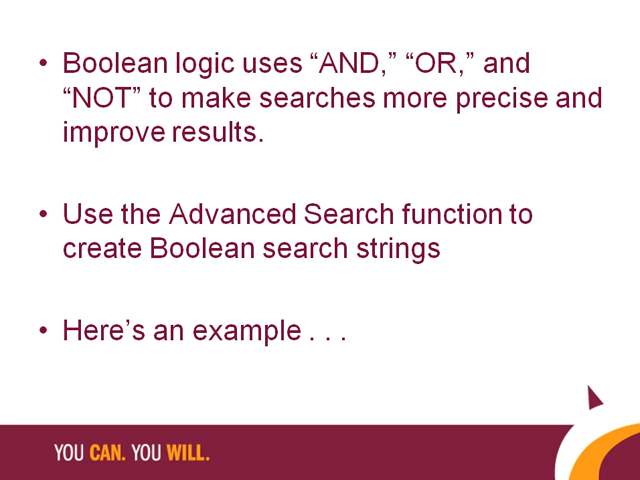 • Boolean logic uses “AND,” “OR,” and
“NOT” to make searches more precise and
improve results.
• Use the Advanced Search function to
create Boolean search strings
• Here’s an example . . .
YOU CAN. YOU WILL.